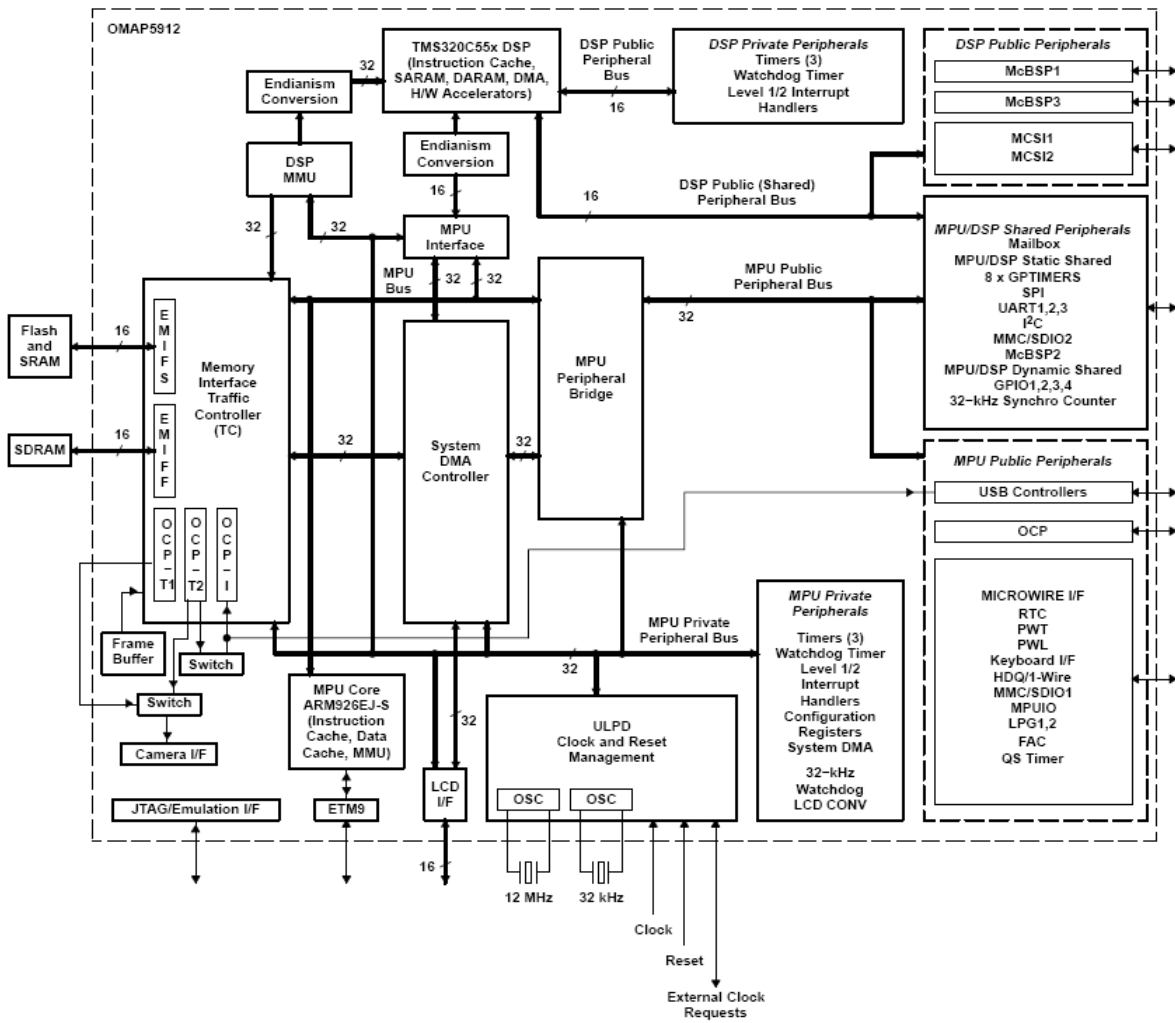 OMAP5912
TMS320C55x DSP
(Instruction Cache,
SARAM, DARAM, DMA,
H/W Accelerators)
32
Endianism
Conversion
DSP Public
Peripheral
Bus
16
DSP Private Peripherals
Timers (3)
Watchdog Timer
Level 1/2 Interrupt
Handlers
DSP Public Peripherals
McBSP1
McBSP3
MCSI1
MCSI2
DSP
MMU
Endianism
Conversion
16
DSP Public (Shared)
Peripheral Bus
16
32
32
MPU
Interface
MPU
Bus
32
32
MPU Public
Peripheral Bus
32
MPU/DSP Shared Peripherals
Mailbox
MPU/DSP Static Shared
8 x GPTIMERS
SPI
UART1,2,3
I²C
MMC/SDIO2
McBSP2
MPU/DSP Dynamic Shared
GPIO1,2,3,4
32−kHz Synchro Counter
Flash
and
SRAM
16
EMIFS
Memory
Interface
Traffic
Controller
(TC)
SDRAM
16
EMIFF
32
System
DMA
Controller
32
MPU
Peripheral
Bridge
MPU Public Peripherals
USB Controllers
OCP
MICROWIRE I/F
RTC
PWT
PWL
Keyboard I/F
HDQ/1-Wire
MMC/SDIO1
MPUIO
LPG1,2
FAC
QS Timer
OCP_T1
OCP_T2
OCP_I
Frame
Buffer
Switch
Switch
Camera I/F
MPU Private
Peripheral Bus
32
MPU Private
Peripherals
Timers (3)
Watchdog Timer
Level 1/2
Interrupt
Handlers
Configuration
Registers
System DMA
32−kHz
Watchdog
LCD CONV
MPU Core
ARM926EJ-S
(Instruction
Cache, Data
Cache, MMU)
32
LCD
I/F
ULPD
Clock and Reset
Management
OSC
OSC
JTAG/Emulation I/F
ETM9
16
12 MHz
32 kHz
Clock
Reset
External Clock
Requests